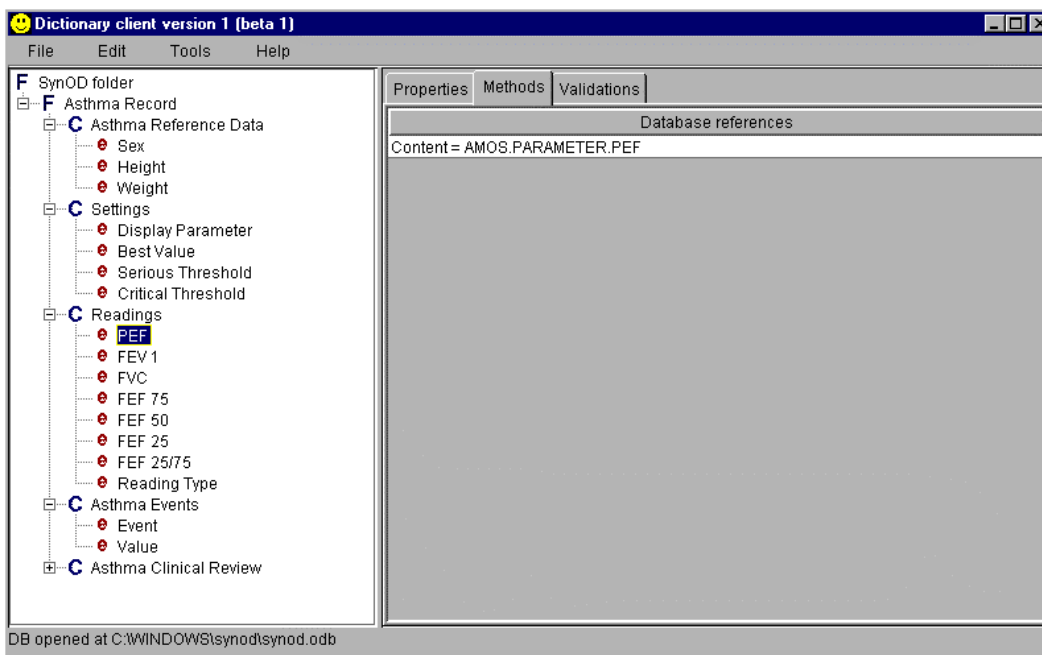 Dictionary client version 1 (beta 1)
File Edit Tools Help
F SynOD folder
F Asthma Record
C Asthma Reference Data
e Sex
e Height
e Weight
C Settings
e Display Parameter
e Best Value
e Serious Threshold
e Critical Threshold
C Readings
e PEF
e FEV 1
e FVC
e FEF 75
e FEF 50
e FEF 25
e FEF 25/75
e Reading Type
C Asthma Events
e Event
e Value
C Asthma Clinical Review
Properties Methods Validations
Database references
Content = AMOS.PARAMETER.PEF
DB opened at C:\WINDOWS\synod\synod.odb